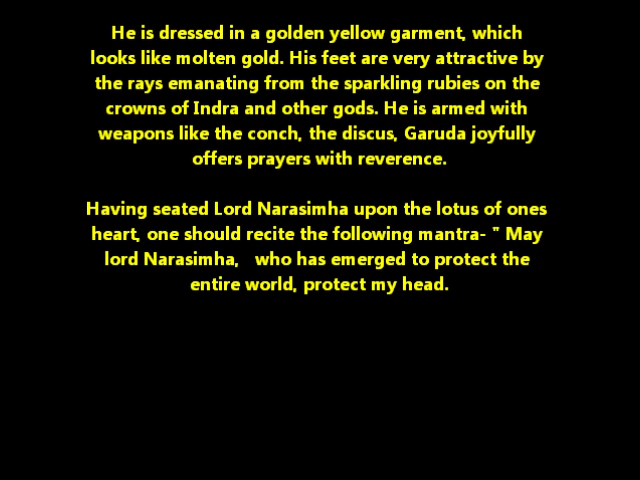 He is dressed in a golden yellow garment, which
looks like molten gold. His feet are very attractive by
the rays emanating from the sparkling rubies on the
crowns of Indra and other gods. He is armed with
weapons like the conch, the discus, Garuda joyfully
offers prayers with reverence.
Having seated Lord Narasimha upon the lotus of ones
heart, one should recite the following mantra- " May
lord Narasimha,   who has emerged to protect the
entire world, protect my head.